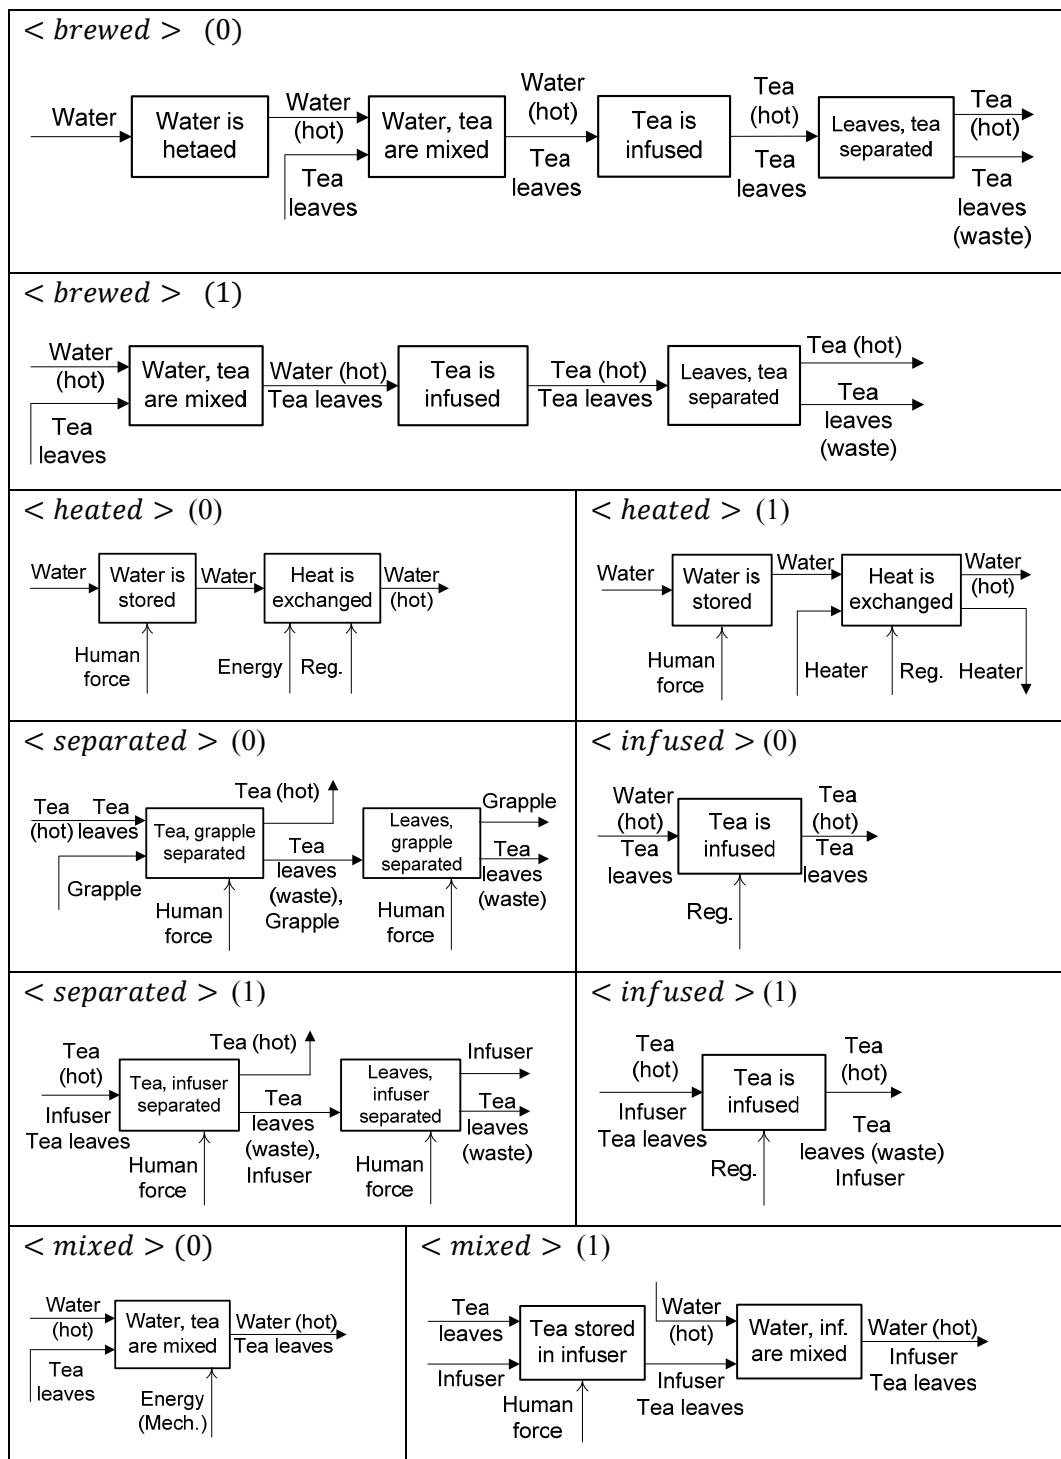 < brewed > (0)
Water
Water is
hetaed
Water
(hot)
Tea
leaves
Water, tea
are mixed
Water
(hot)
Tea
leaves
Tea is
infused
Tea
(hot)
Tea
leaves
Leaves, tea
separated
Tea
(hot)
Tea
leaves
(waste)
< brewed > (1)
Water
(hot)
Tea
leaves
Water, tea
are mixed
Water (hot)
Tea leaves
Tea is
infused
Tea (hot)
Tea leaves
Leaves, tea
separated
Tea (hot)
Tea
leaves
(waste)
< heated > (0)
Water
Water is
stored
Human
force
Water
Heat is
exchanged
Energy
Reg.
Water
(hot)
< heated > (1)
Water
Water is
stored
Human
force
Water
Heater
Heat is
exchanged
Reg.
Water
(hot)
Heater
< separated > (0)
Tea Tea
(hot) leaves
Grapple
Tea, grapple
separated
Human
force
Tea (hot)
Tea
leaves
(waste),
Grapple
Leaves,
grapple
separated
Human
force
Grapple
Tea
leaves
(waste)
< infused > (0)
Water
(hot)
Tea
leaves
Tea is
infused
Reg.
Tea
(hot)
Tea
leaves
< separated > (1)
Tea
(hot)
Infuser
Tea leaves
Tea, infuser
separated
Human
force
Tea (hot)
Tea
leaves
(waste),
Infuser
Leaves,
infuser
separated
Human
force
Infuser
Tea
leaves
(waste)
< infused > (1)
Tea
(hot)
Infuser
Tea leaves
Tea is
infused
Reg.
Tea
(hot)
Tea
leaves (waste)
Infuser
< mixed > (0)
Water
(hot)
Tea
leaves
Water, tea
are mixed
Energy
(Mech.)
Water (hot)
Tea leaves
< mixed > (1)
Tea
leaves
Infuser
Tea stored
in infuser
Human
force
Water
(hot)
Infuser
Tea leaves
Water, inf.
are mixed
Water (hot)
Infuser
Tea leaves